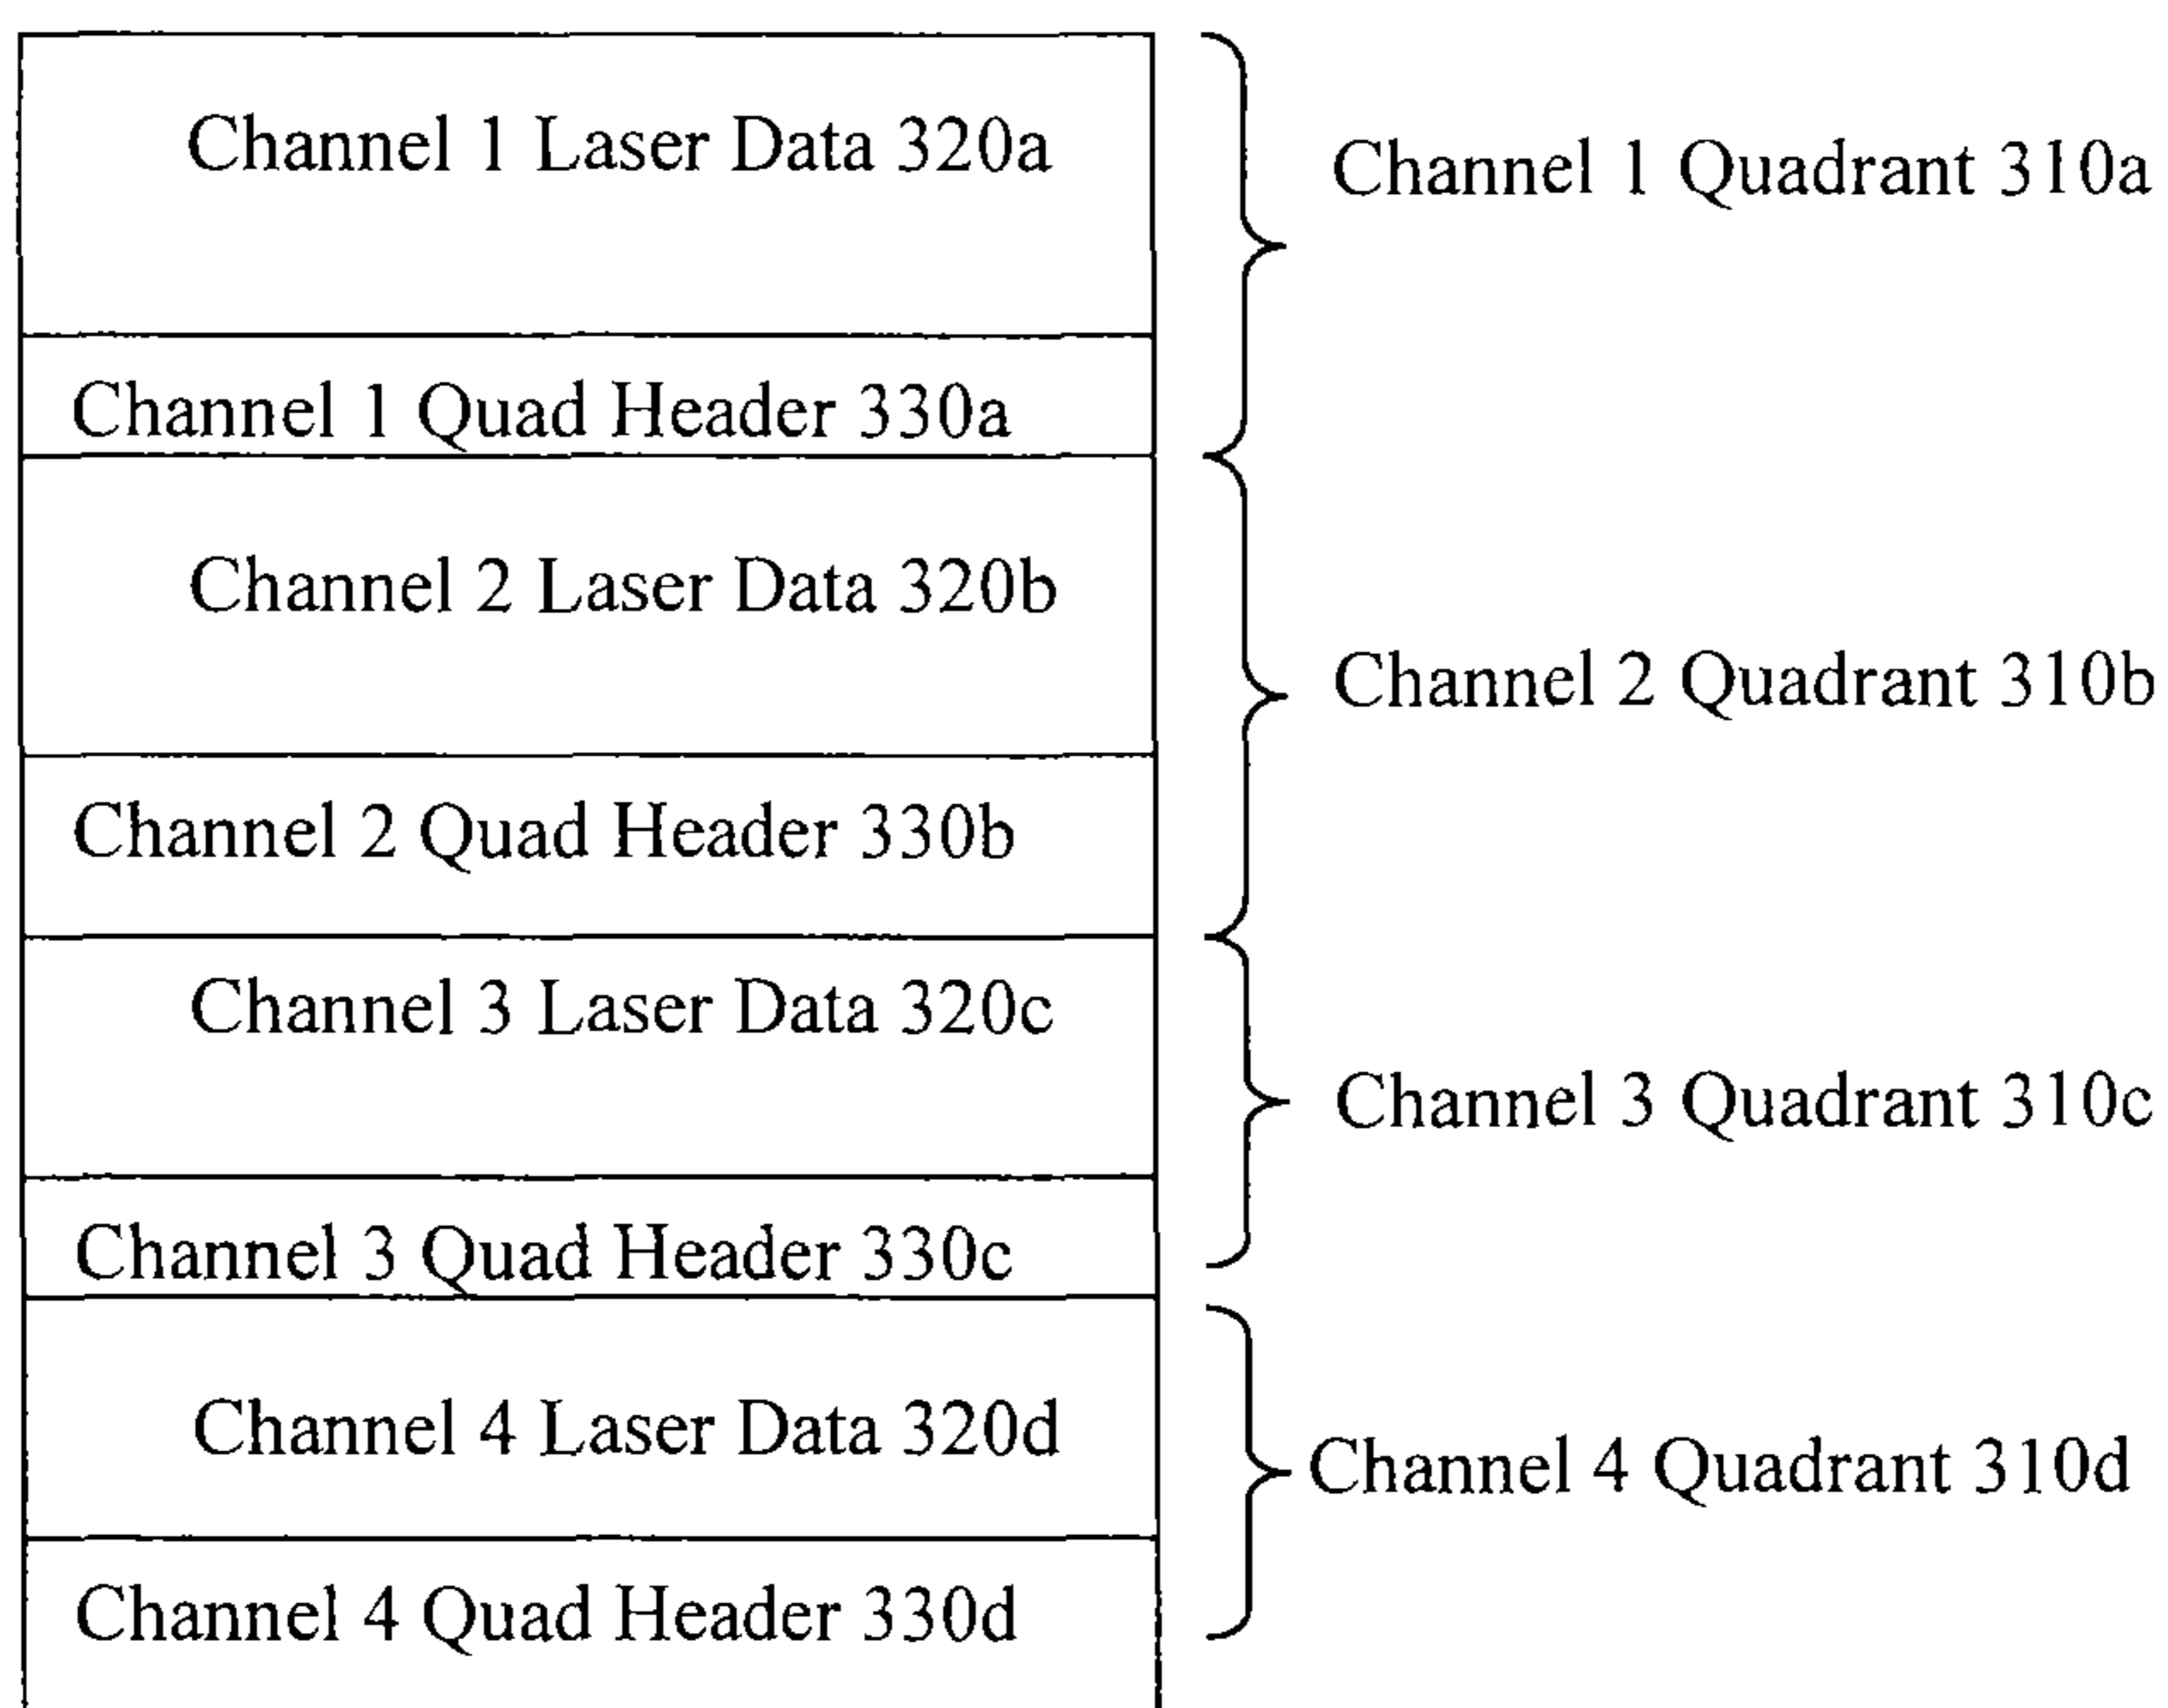 Channel 1 Laser Data 320a
Channel 1 Quadrant 310a
Channel 1 Quad Header 330a
Channel 2 Laser Data 320b
Channel 2 Quadrant 310b
Channel 2 Quad Header 330b
Channel 3 Laser Data 320c
Channel 3 Quadrant 310c
Channel 3 Quad Header 330c
Channel 4 Laser Data 320d
Channel 4 Quadrant 310d
Channel 4 Quad Header 330d